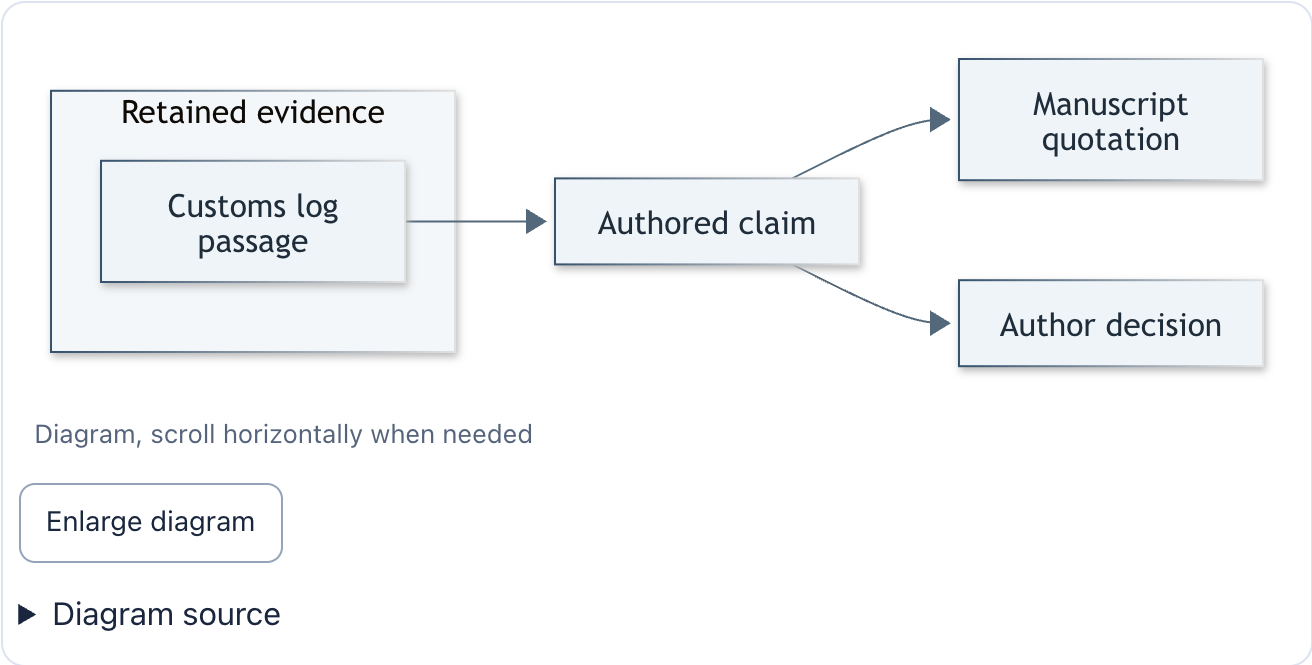 Retained evidence
Customs log
passage
Authored claim
Manuscript
quotation
Author decision
Diagram, scroll horizontally when needed
Enlarge diagram
Diagram source